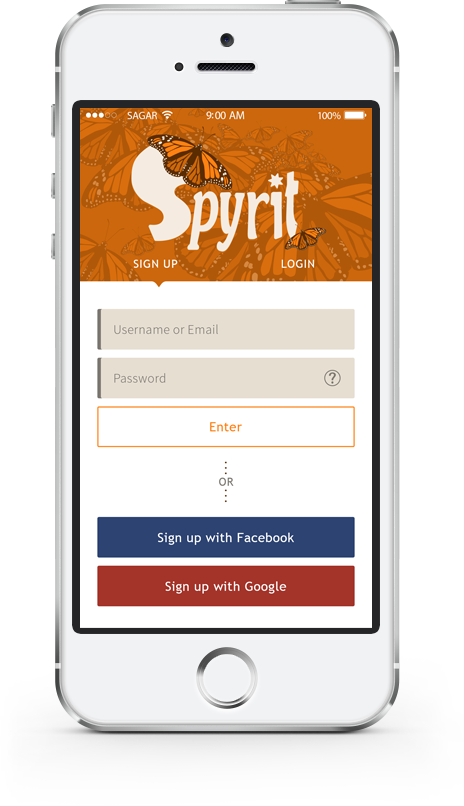 SAGAR 9:00 AM 100%
Spyrit
SIGN UP LOGIN
Username or Email
Password ?
Enter
OR
Sign up with Facebook
Sign up with Google